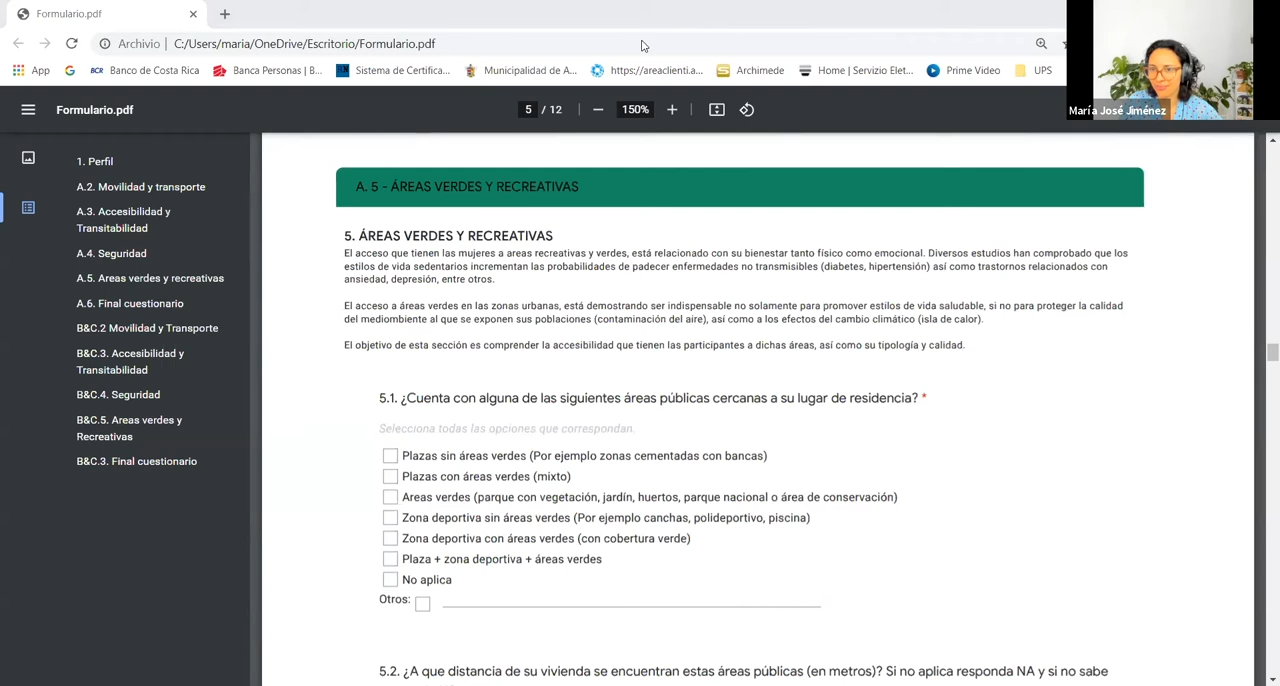 Formulario.pdf
Archivio | C:/Users/maria/OneDrive/Escritorio/Formulario.pdf
App
BCR Banco de Costa Rica
Banca Personas | B...
Sistema de Certifica...
Municipalidad de A...
https://areaclienti.a...
Archimede
Home | Servizio Elet...
Prime Video
UPS
María José Jiménez
Formulario.pdf
5 / 12
150%
1. Perfil
A.2. Movilidad y transporte
A.3. Accesibilidad y
Transitabilidad
A.4. Seguridad
A.5. Areas verdes y recreativas
A.6. Final cuestionario
B&C.2 Movilidad y Transporte
B&C.3. Accesibilidad y
Transitabilidad
B&C.4. Seguridad
B&C.5. Areas verdes y
Recreativas
B&C.3. Final cuestionario
A. 5 - ÁREAS VERDES Y RECREATIVAS
5. ÁREAS VERDES Y RECREATIVAS
El acceso que tienen las mujeres a areas recreativas y verdes, está relacionado con su bienestar tanto físico como emocional. Diversos estudios han comprobado que los
estilos de vida sedentarios incrementan las probabilidades de padecer enfermedades no transmisibles (diabetes, hipertensión) así como trastornos relacionados con
ansiedad, depresión, entre otros.
El acceso a áreas verdes en las zonas urbanas, está demostrando ser indispensable no solamente para promover estilos de vida saludable, si no para proteger la calidad
del mediombiente al que se exponen sus poblaciones (contaminación del aire), así como a los efectos del cambio climático (isla de calor).
El objetivo de esta sección es comprender la accesibilidad que tienen las participantes a dichas áreas, así como su tipología y calidad.
5.1. ¿Cuenta con alguna de las siguientes áreas públicas cercanas a su lugar de residencia? *
Selecciona todas las opciones que correspondan.
Plazas sin áreas verdes (Por ejemplo zonas cementadas con bancas)
Plazas con áreas verdes (mixto)
Areas verdes (parque con vegetación, jardín, huertos, parque nacional o área de conservación)
Zona deportiva sin áreas verdes (Por ejemplo canchas, polideportivo, piscina)
Zona deportiva con áreas verdes (con cobertura verde)
Plaza + zona deportiva + áreas verdes
No aplica
Otros:
5.2. ¿A que distancia de su vivienda se encuentran estas áreas públicas (en metros)? Si no aplica responda NA y si no sabe